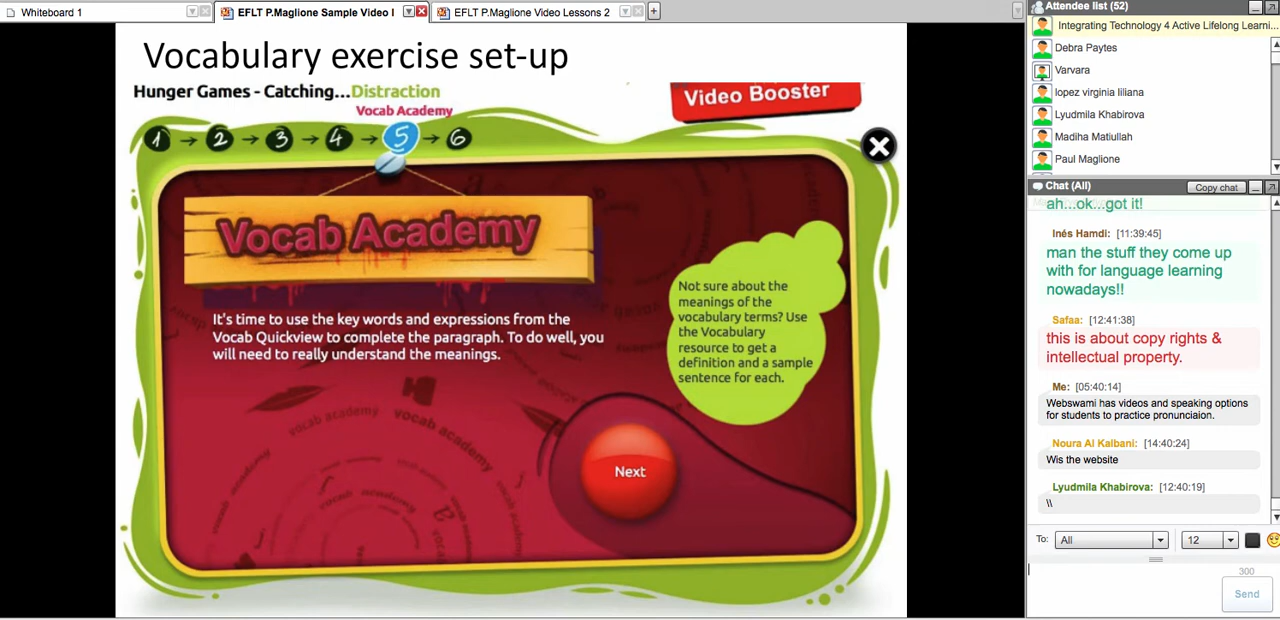 Whiteboard 1
EFLT P.Maglione Sample Video I
EFLT P.Maglione Video Lessons 2
Vocabulary exercise set-up
Hunger Games - Catching...Distraction
Vocab Academy
Video Booster
1 → 2 → 3 → 4 → 5 → 6
Vocab Academy
It's time to use the key words and expressions from the
Vocab Quickview to complete the paragraph. To do well, you
will need to really understand the meanings.
Not sure about the
meanings of the
vocabulary terms? Use
the Vocabulary
resource to get a
definition and a sample
sentence for each.
vocab academy
vocab academy
Next
Attendee list (52)
Integrating Technology 4 Active Lifelong Learni...
Debra Paytes
Varvara
lopez virginia liliana
Lyudmila Khabirova
Madiha Matiullah
Paul Maglione
Chat (All)
Copy chat
ah...ok...got it!
Inés Hamdi: [11:39:45]
man the stuff they come up
with for language learning
nowadays!!
Safaa: [12:41:38]
this is about copy rights &
intellectual property.
Me: [05:40:14]
Webswami has videos and speaking options
for students to practice pronunciaion.
Noura Al Kalbani: [14:40:24]
Wis the website
Lyudmila Khabirova: [12:40:19]
\\
To: All 12
300
Send